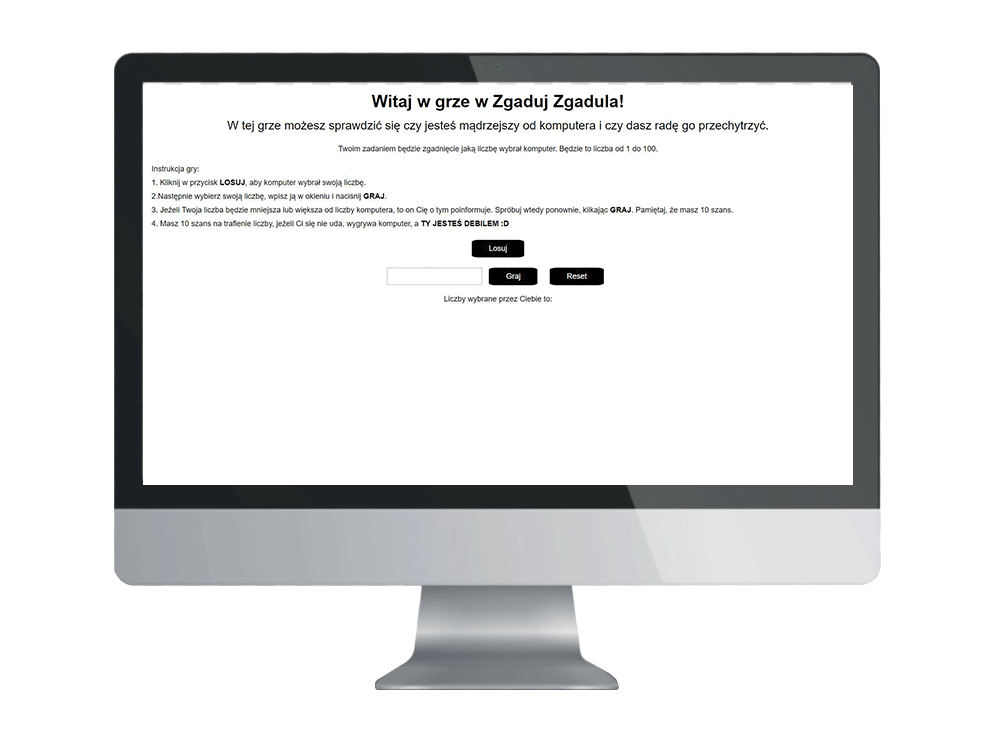 Witaj w grze w Zgaduj Zgadula!
W tej grze możesz sprawdzić się czy jesteś mądrzejszy od komputera i czy dasz radę go przechytrzyć.
Twoim zadaniem będzie zgadnięcie jaką liczbę wybrał komputer. Będzie to liczba od 1 do 100.
Instrukcja gry:
1. Kliknij w przycisk LOSUJ, aby komputer wybrał swoją liczbę.
2.Następnie wybierz swoją liczbę, wpisz ją w okieniu i naciśnij GRAJ.
3. Jeżeli Twoja liczba będzie mniejsza lub większa od liczby komputera, to on Cię o tym poinformuje. Spróbuj wtedy ponownie, klikając GRAJ. Pamiętaj, że masz 10 szans.
4. Masz 10 szans na trafienie liczby, jeżeli Ci się nie uda, wygrywa komputer, a TY JESTEŚ DEBILEM :D
Losuj
Graj Reset
Liczby wybrane przez Ciebie to: